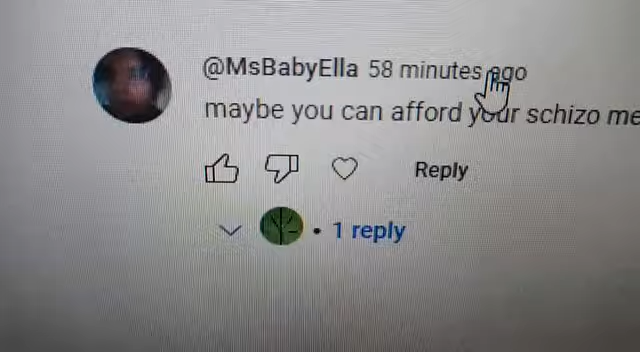 @MsBabyElla 58 minutes ago
maybe you can afford your schizo me
Reply
• 1 reply